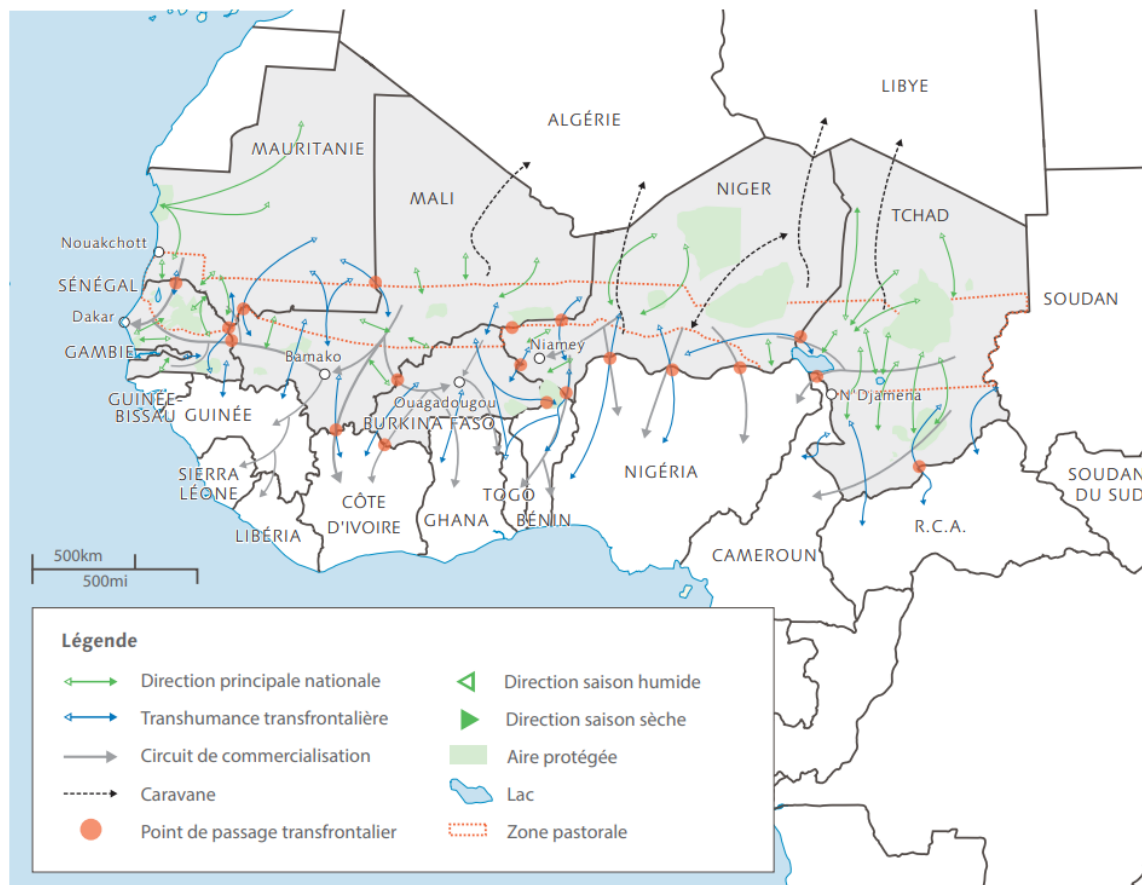 LIBYE
ALGÉRIE
MAURITANIE
NIGER
MALI
TCHAD
Nouakchott
SÉNÉGAL
SOUDAN
Dakar
GAMBIE
Bamako
Niamey
GUINÉE
BISSAU
GUINÉE
Ouagadougou
BURKINA FASO
N'Djamena
SIERRA
LÉONE
NIGÉRIA
SOUDAN
DU SUD
CÔTE
D'IVOIRE
GHANA
TOGO
BÉNIN
LIBÉRIA
R.C.A.
CAMEROUN
500km
500mi
Légende
Direction principale nationale
Direction saison humide
Transhumance transfrontalière
Direction saison sèche
Circuit de commercialisation
Aire protégée
Caravane
Lac
Point de passage transfrontalier
Zone pastorale